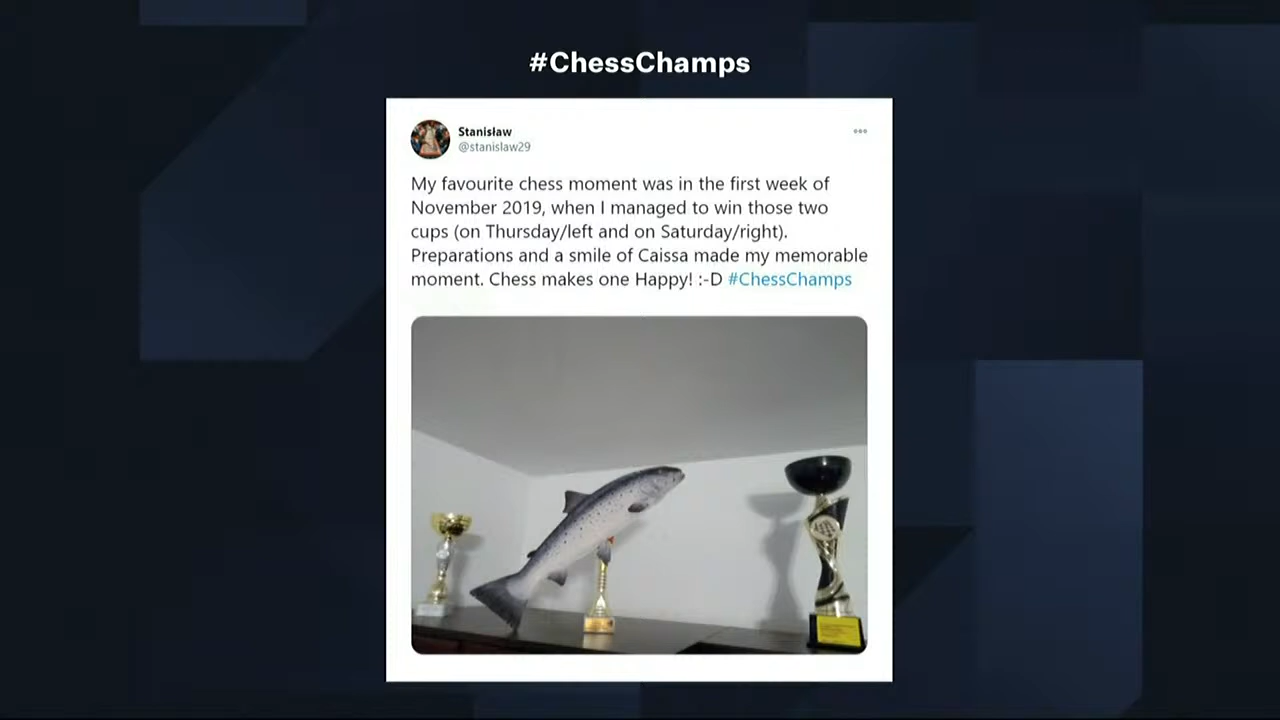 #ChessChamps
Stanisław
@stanislaw29
My favourite chess moment was in the first week of
November 2019, when I managed to win those two
cups (on Thursday/left and on Saturday/right).
Preparations and a smile of Caissa made my memorable
moment. Chess makes one Happy! :-D #ChessChamps